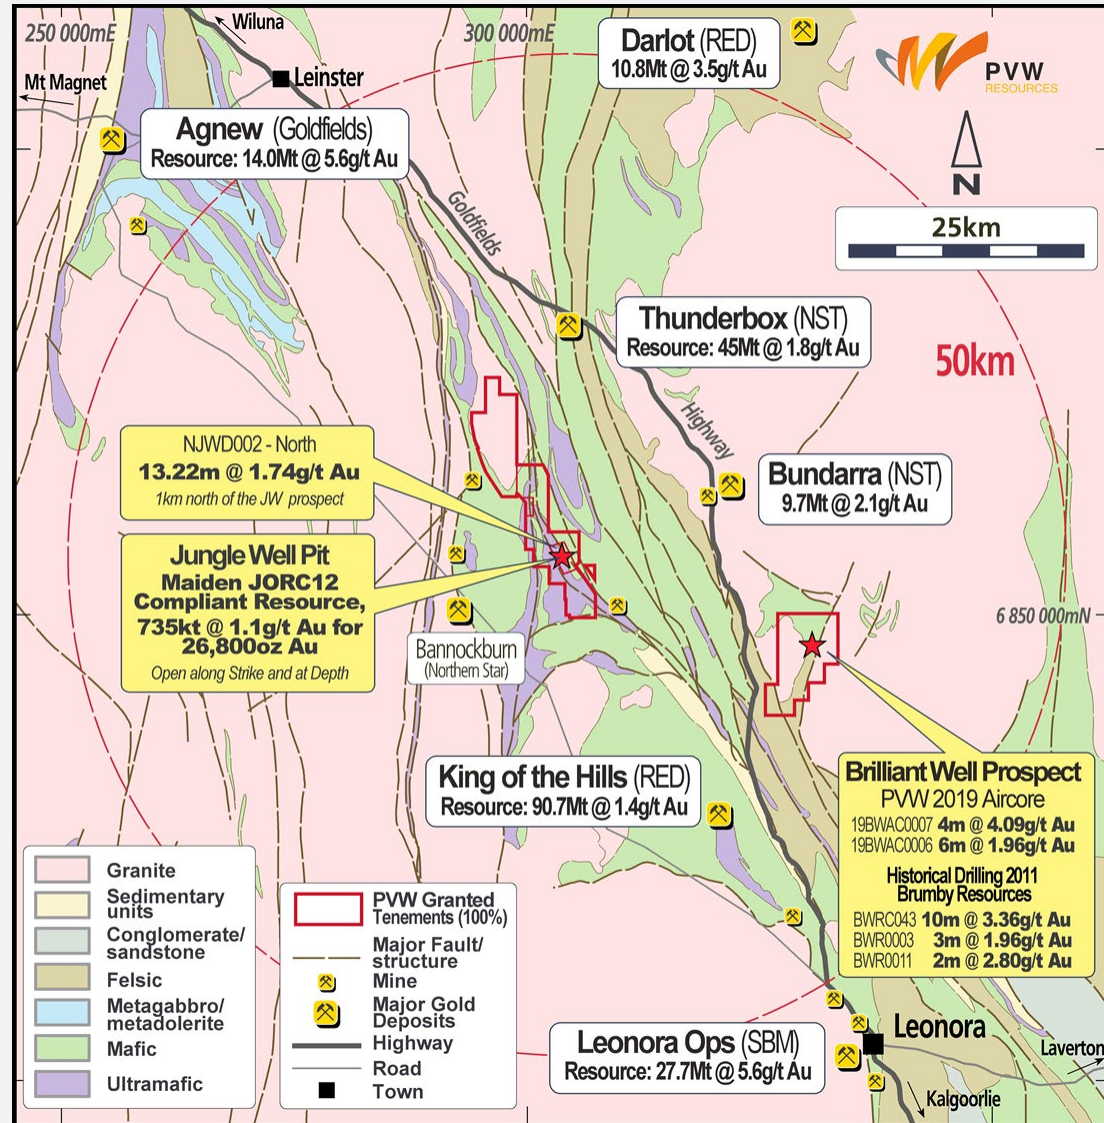 250 000mE
Wiluna
300 000mE
Mt Magnet
Leinster
Darlot (RED)
10.8Mt @ 3.5g/t Au
PVW
RESOURCES
N
25km
Agnew (Goldfields)
Resource: 14.0Mt @ 5.6g/t Au
Goldfields
Thunderbox (NST)
Resource: 45Mt @ 1.8g/t Au
50km
Highway
NJWD002 - North
13.22m @ 1.74g/t Au
1km north of the JW prospect
Bundarra (NST)
9.7Mt @ 2.1g/t Au
Jungle Well Pit
Maiden JORC12
Compliant Resource,
735kt @ 1.1g/t Au for
26,800oz Au
Open along Strike and at Depth
6 850 000mN
Bannockburn
(Northern Star)
King of the Hills (RED)
Resource: 90.7Mt @ 1.4g/t Au
Brilliant Well Prospect
PVW 2019 Aircore
19BWAC0007 4m @ 4.09g/t Au
19BWAC0006 6m @ 1.96g/t Au
Historical Drilling 2011
Brumby Resources
BWRC043 10m @ 3.36g/t Au
BWR0003 3m @ 1.96g/t Au
BWR0011 2m @ 2.80g/t Au
Granite
Sedimentary
units
Conglomerate/
sandstone
Felsic
Metagabbro/
metadolerite
Mafic
Ultramafic
PVW Granted
Tenements (100%)
Major Fault/
structure
Mine
Major Gold
Deposits
Highway
Road
Town
Leonora Ops (SBM)
Resource: 27.7Mt @ 5.6g/t Au
Leonora
Laverton
Kalgoorlie